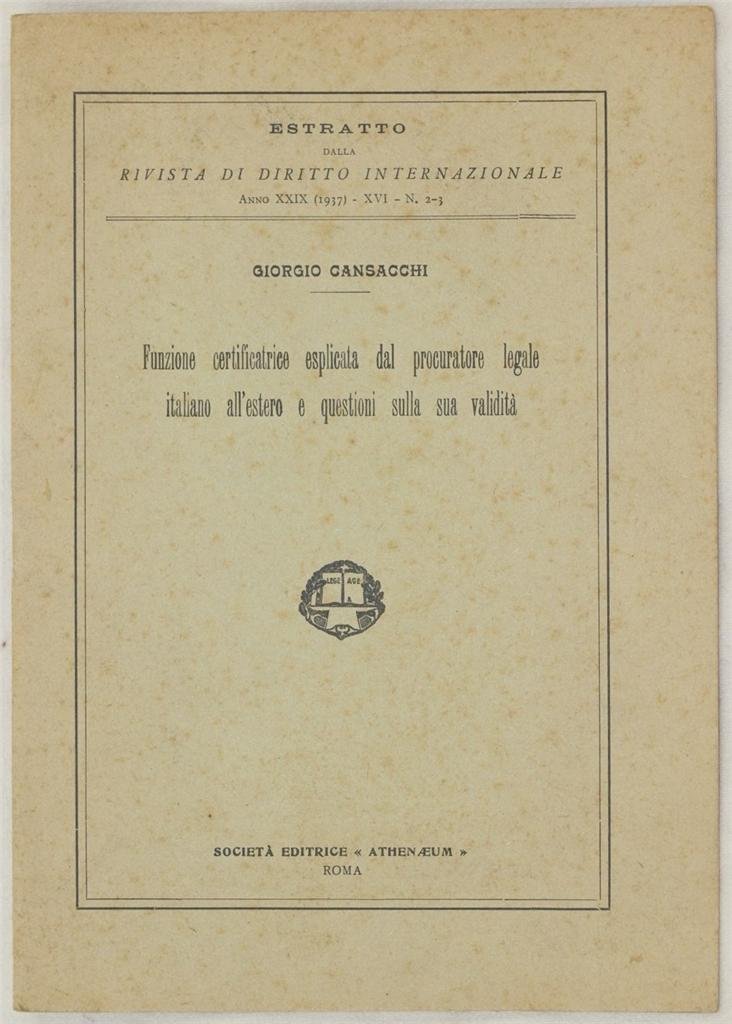 ESTRATTO
DALLA
RIVISTA DI DIRITTO INTERNAZIONALE
ANNO XXIX (1937) - XVI - N. 2-3
GIORGIO CANSACCHI
Funzione certificatrice esplicata dal procuratore legale
italiano all'estero e questioni sulla sua validità
LEGE AGE
SOCIETÀ EDITRICE « ATHENÆUM »
ROMA